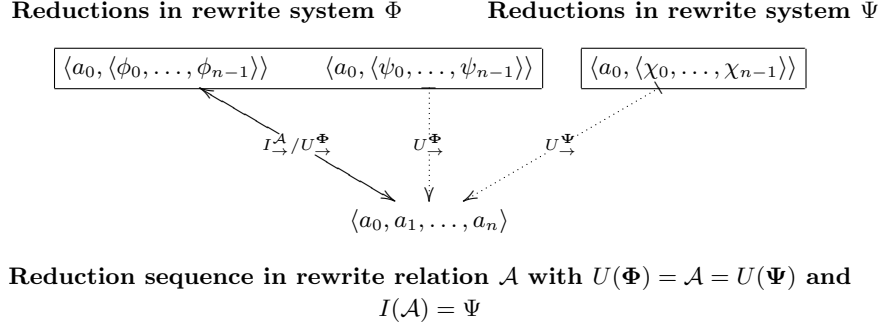 Reductions in rewrite system Φ Reductions in rewrite system Ψ
⟨a₀, ⟨ϕ₀, . . . , ϕₙ₋₁⟩⟩ ⟨a₀, ⟨ψ₀, . . . , ψₙ₋₁⟩⟩ ⟨a₀, ⟨χ₀, . . . , χₙ₋₁⟩⟩
I→^𝒜/U→^𝚽 U→^𝚽 U→^𝚿
⟨a₀, a₁, . . . , aₙ⟩
Reduction sequence in rewrite relation 𝒜 with U(𝚽) = 𝒜 = U(𝚿) and
I(𝒜) = Ψ